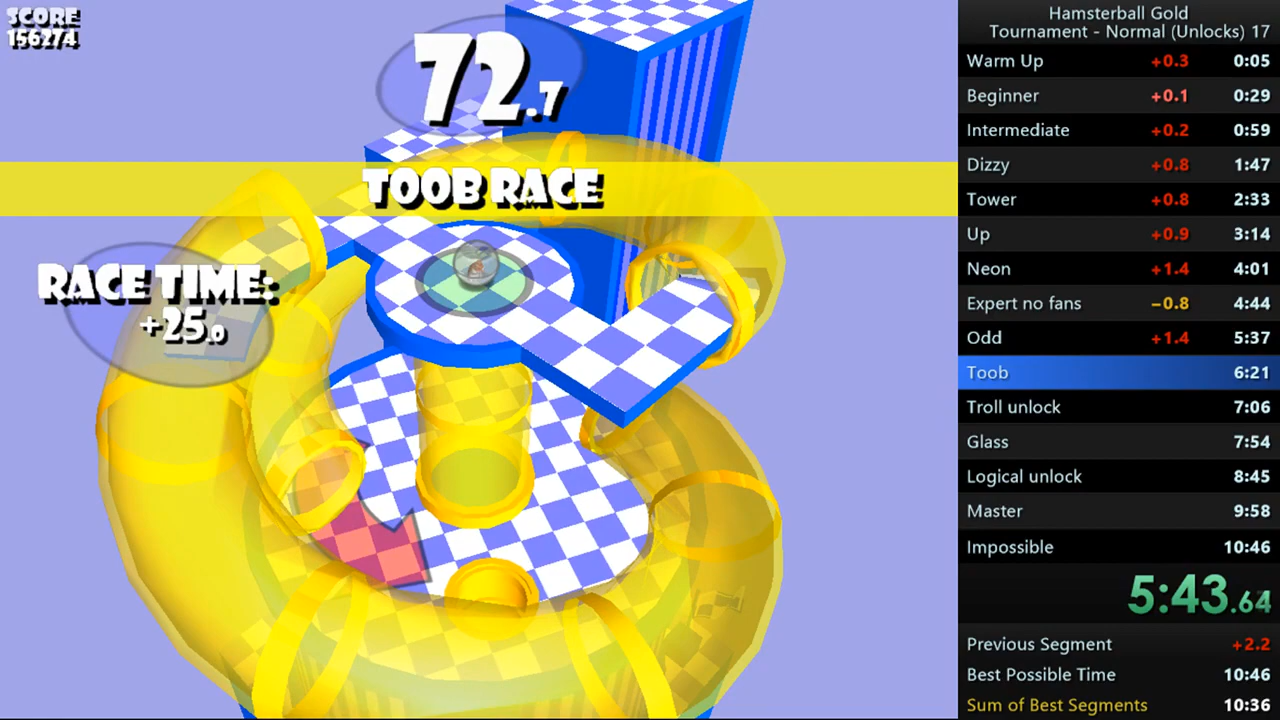 SCORE
156274
72.7
TOOB RACE
RACE TIME:
+25.0
Hamsterball Gold
Tournament - Normal (Unlocks) 17
Warm Up +0.3 0:05
Beginner +0.1 0:29
Intermediate +0.2 0:59
Dizzy +0.8 1:47
Tower +0.8 2:33
Up +0.9 3:14
Neon +1.4 4:01
Expert no fans −0.8 4:44
Odd +1.4 5:37
Toob 6:21
Troll unlock 7:06
Glass 7:54
Logical unlock 8:45
Master 9:58
Impossible 10:46
5:43.64
Previous Segment +2.2
Best Possible Time 10:46
Sum of Best Segments 10:36